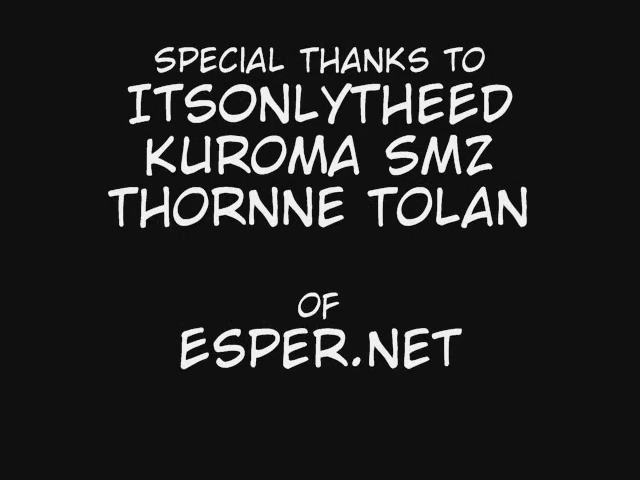 SPECIAL THANKS TO
ITSONLYTHEED
KUROMA SMZ
THORNNE TOLAN
OF
ESPER.NET